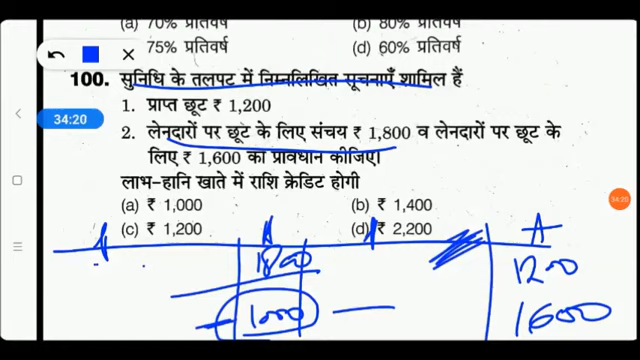 (a) 70% प्रतिवर्ष (b) 80% प्रतिवर्ष
75% प्रतिवर्ष (d) 60% प्रतिवर्ष
100. सुनिधि के तलपट में निम्नलिखित सूचनाएँ शामिल हैं
1. प्राप्त छूट ₹ 1,200
34:20
2. लेनदारों पर छूट के लिए संचय ₹ 1,800 व लेनदारों पर छूट के
लिए ₹ 1,600 का प्रावधान कीजिए।
लाभ-हानि खाते में राशि क्रेडिट होगी
34:20
(a) ₹ 1,000 (b) ₹ 1,400
(c) ₹ 1,200 (d) ₹ 2,200
A
1800 1200
1000 1600